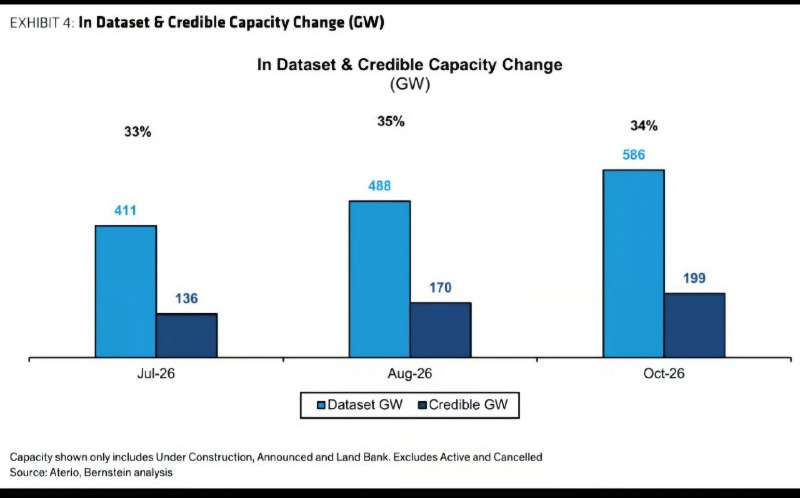 EXHIBIT 4: In Dataset & Credible Capacity Change (GW)
In Dataset & Credible Capacity Change
(GW)
33%
35%
34%
411
136
488
170
586
199
Jul-26
Aug-26
Oct-26
Dataset GW
Credible GW
Capacity shown only includes Under Construction, Announced and Land Bank. Excludes Active and Cancelled
Source: Aterio, Bernstein analysis